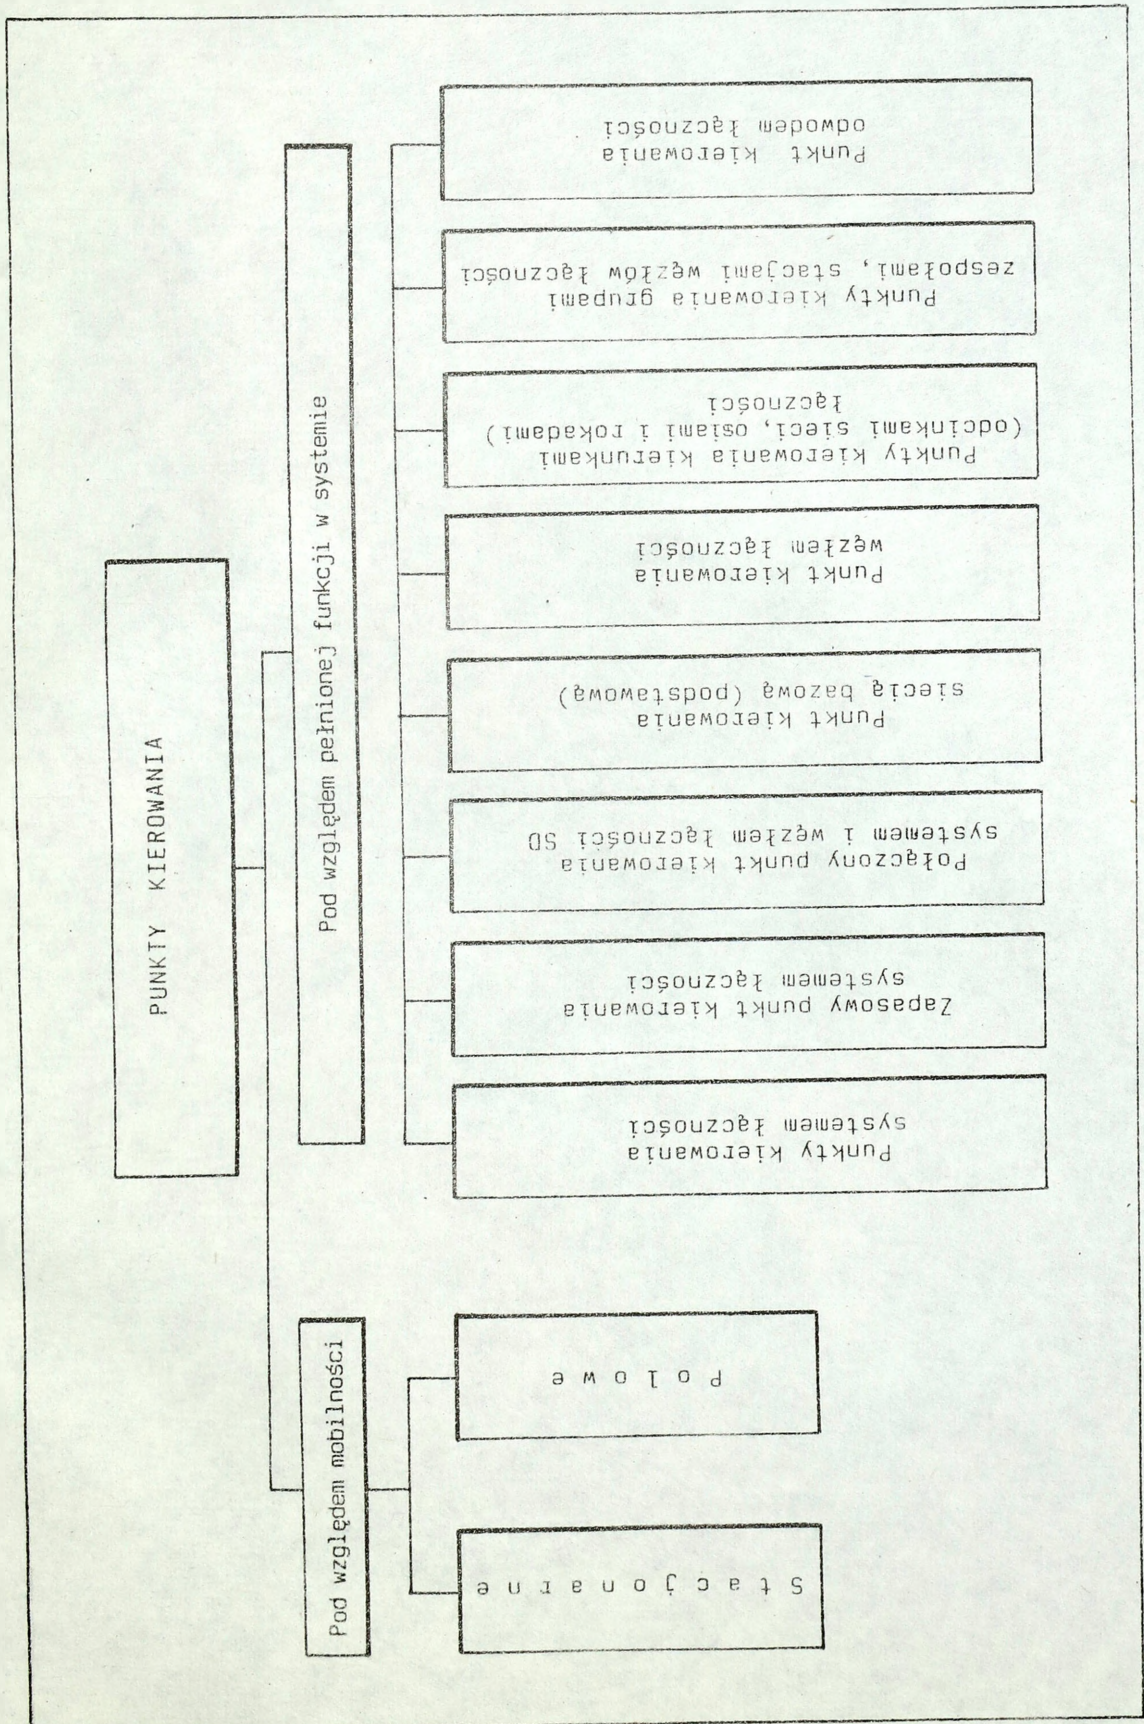 PUNKTY KIEROWANIA
Pod względem mobilności
Stacjonarne
Polowe
Pod względem pełnionej funkcji w systemie
Punkty kierowania
systemem łączności
Zapasowy punkt kierowania
systemem łączności
Połączony punkt kierowania
systemem i węzłem łączności SD
Punkt kierowania
siecią bazową (podstawową)
Punkt kierowania
węzłem łączności
Punkty kierowania kierunkami
(odcinkami sieci, osiami i rokadami)
łączności
Punkty kierowania grupami
zespołami, stacjami węzłów łączności
Punkt kierowania
odwodem łączności